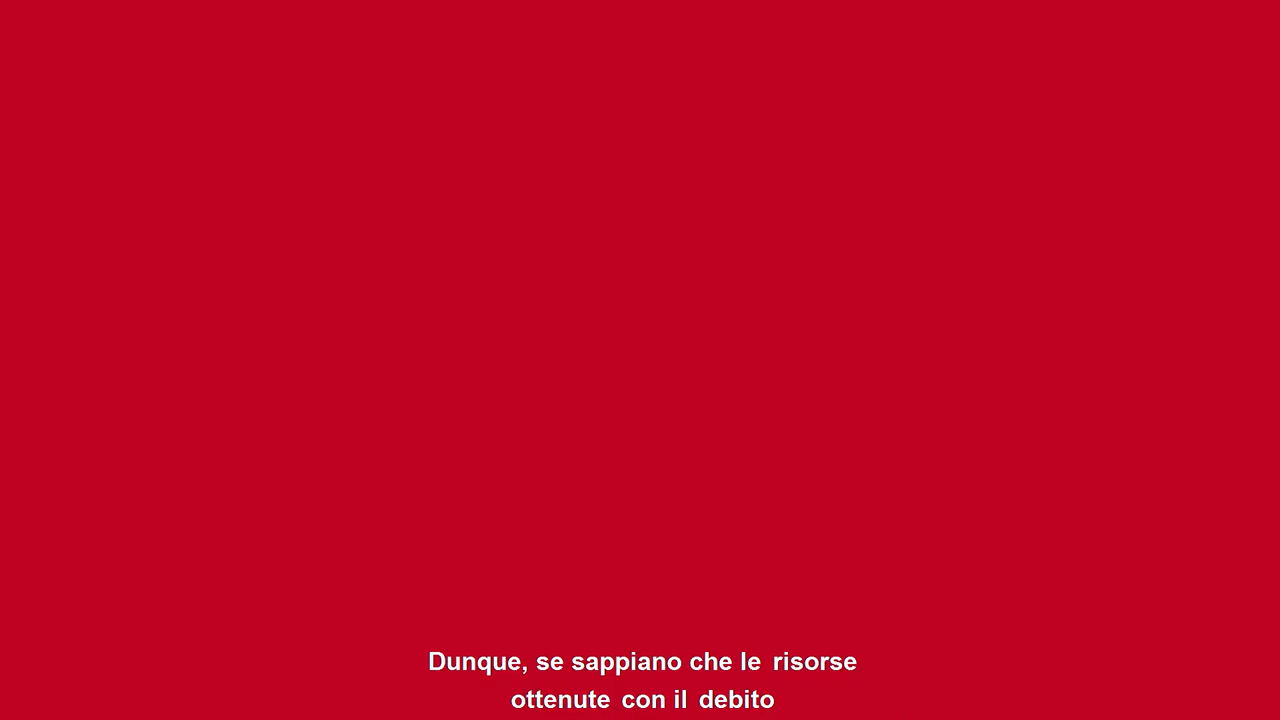 Dunque, se sappiano che le risorse
ottenute con il debito